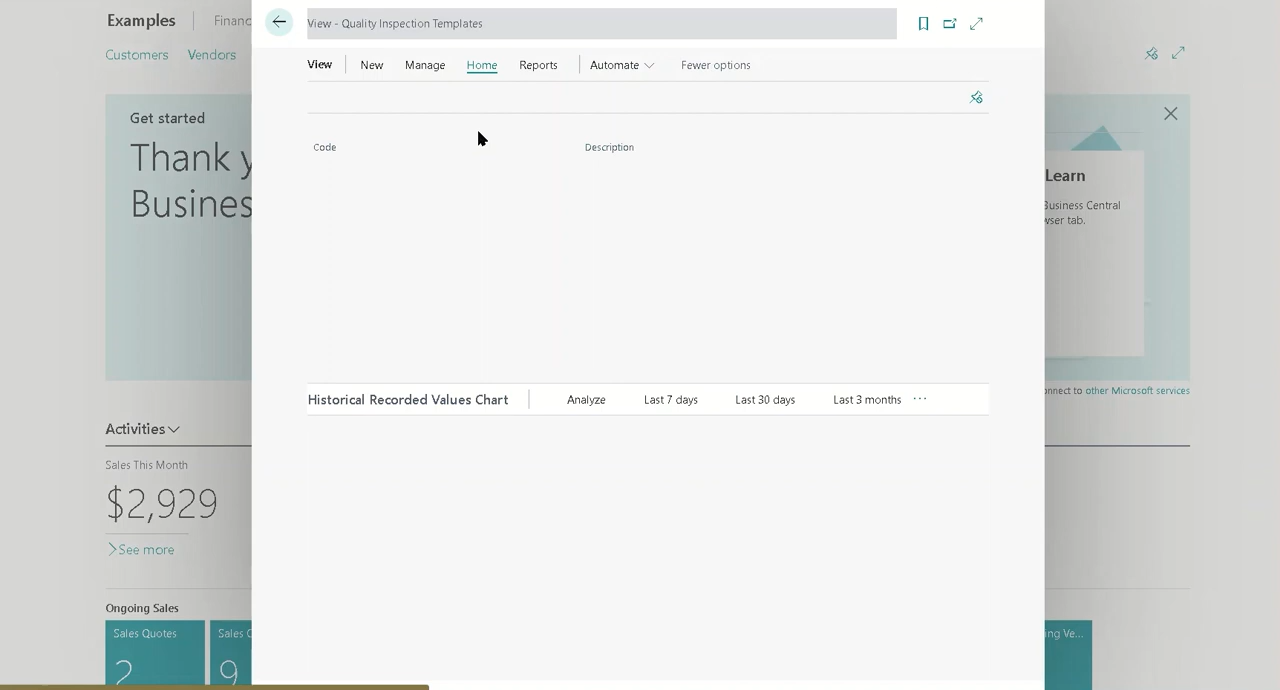 Examples
Financ
View - Quality Inspection Templates
Customers Vendors
View New Manage Home Reports Automate Fewer options
Get started
Thank y
Busines
Code Description
Learn
Business Central
wser tab.
onnect to other Microsoft services
Historical Recorded Values Chart Analyze Last 7 days Last 30 days Last 3 months ...
Activities
Sales This Month
$2,929
>See more
Ongoing Sales
Sales Quotes
2
Sales O
9
ng Ve...